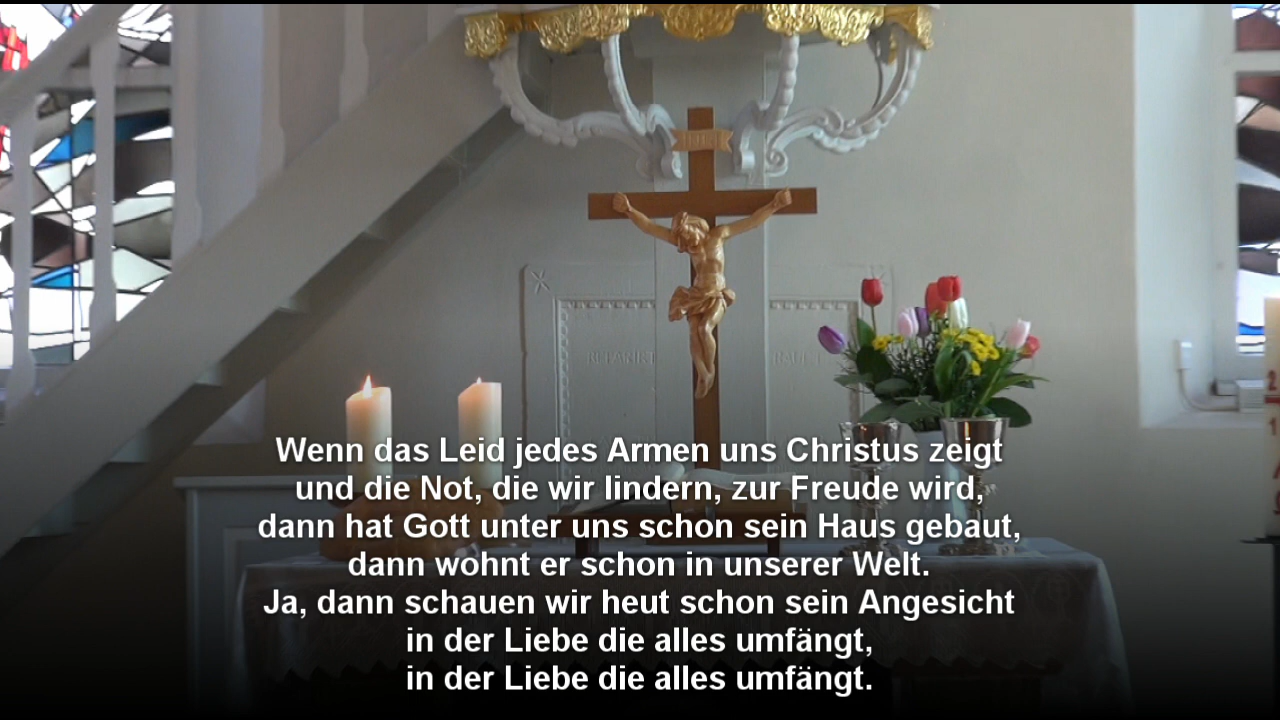 Wenn das Leid jedes Armen uns Christus zeigt
und die Not, die wir lindern, zur Freude wird,
dann hat Gott unter uns schon sein Haus gebaut,
dann wohnt er schon in unserer Welt.
Ja, dann schauen wir heut schon sein Angesicht
in der Liebe die alles umfängt,
in der Liebe die alles umfängt.